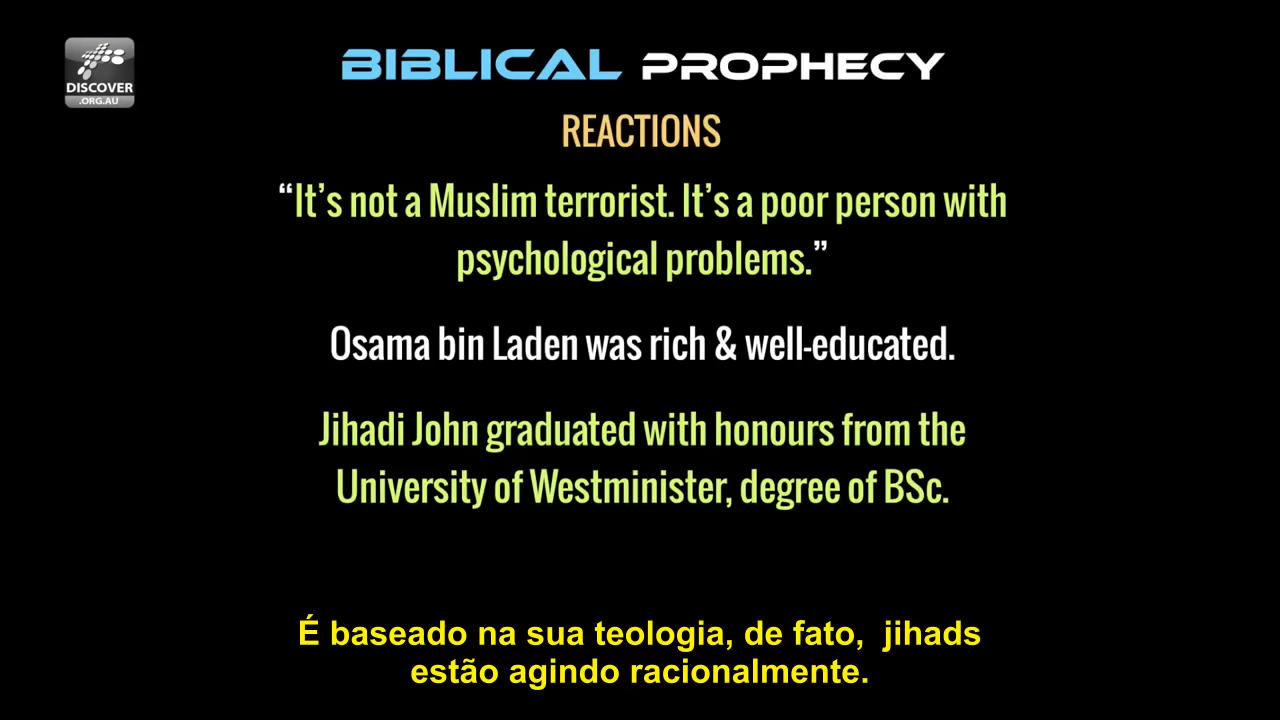 DISCOVER
.ORG.AU
BIBLICAL PROPHECY
REACTIONS
“It’s not a Muslim terrorist. It’s a poor person with
psychological problems.”
Osama bin Laden was rich & well-educated.
Jihadi John graduated with honours from the
University of Westminister, degree of BSc.
É baseado na sua teologia, de fato,  jihads
estão agindo racionalmente.